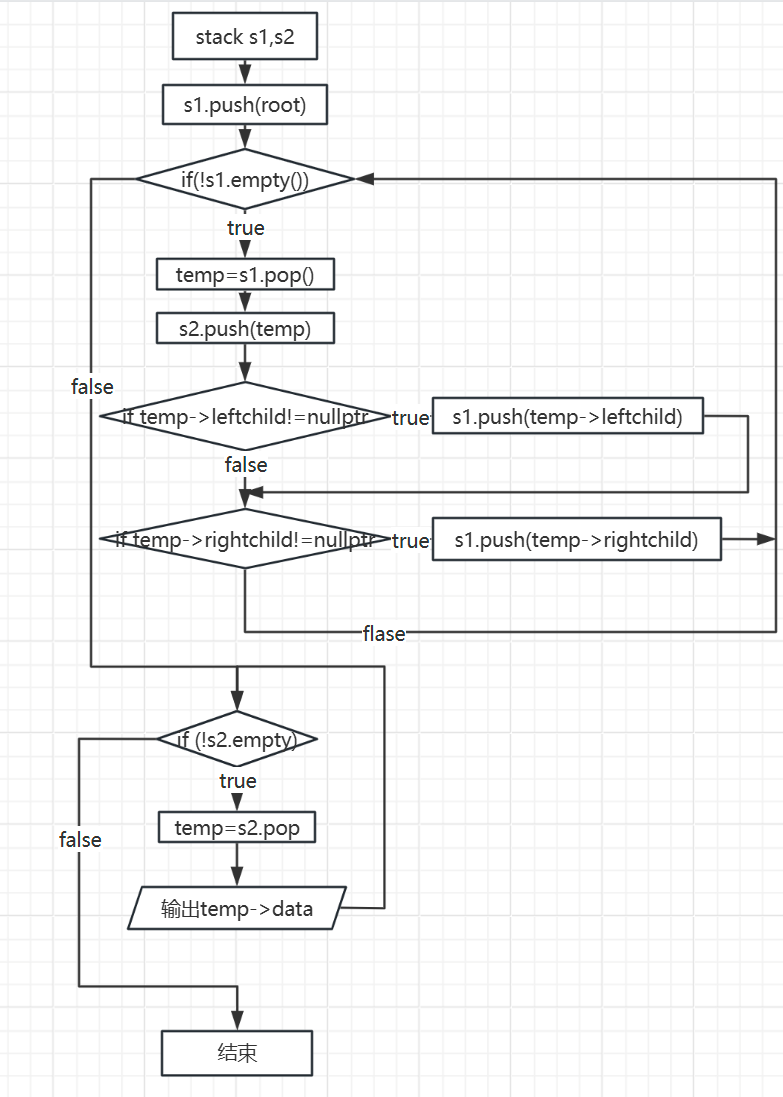 stack s1,s2
s1.push(root)
if(!s1.empty())
true
temp=s1.pop()
s2.push(temp)
false
if temp->leftchild!=nullptr
true
s1.push(temp->leftchild)
false
if temp->rightchild!=nullptr
true
s1.push(temp->rightchild)
flase
if (!s2.empty)
true
temp=s2.pop
false
输出temp->data
结束